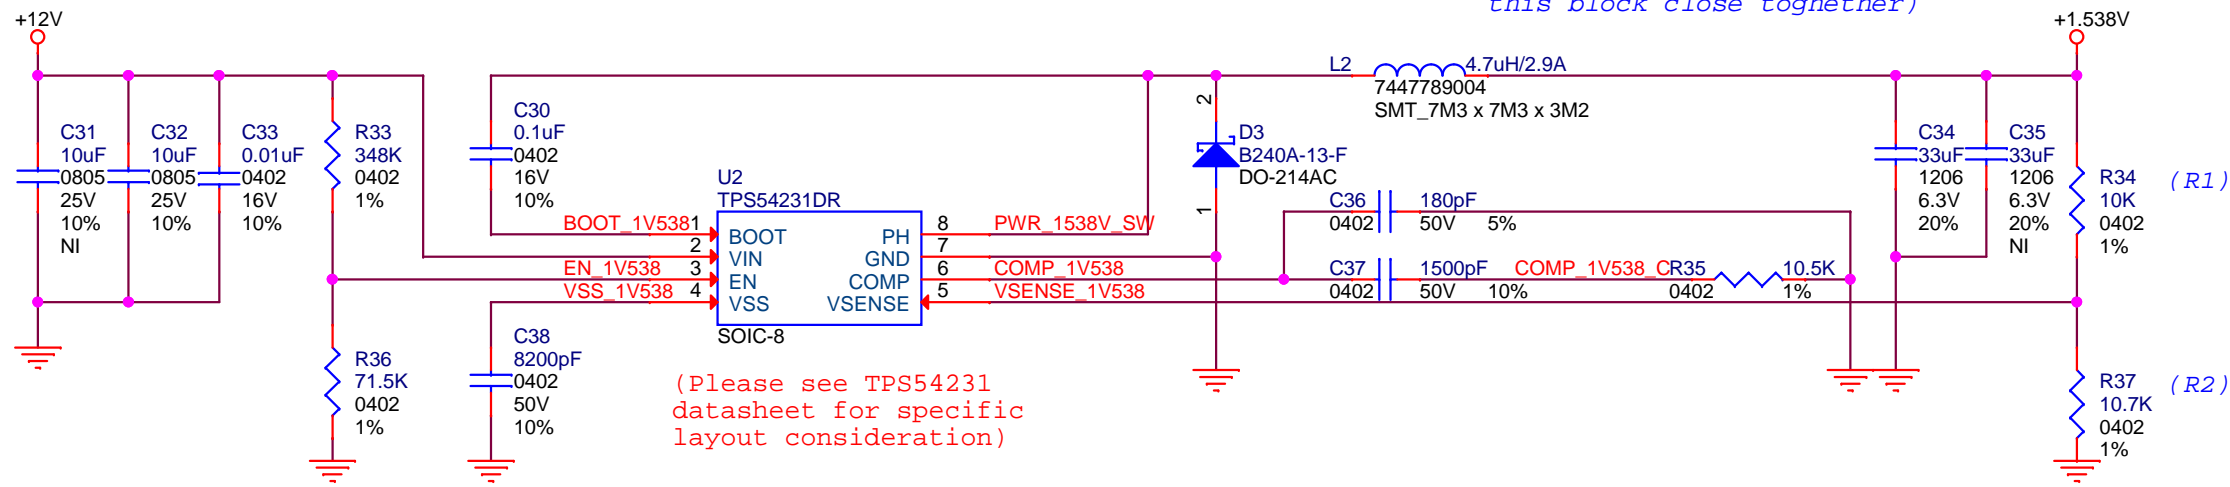 this block close toghether)
+12V
+1.538V
L2
4.7uH/2.9A
7447789004
SMT_7M3 x 7M3 x 3M2
C31
10uF
0805
25V
10%
NI
C32
10uF
0805
25V
10%
C33
0.01uF
0402
16V
10%
R33
348K
0402
1%
C30
0.1uF
0402
16V
10%
2
D3
B240A-13-F
DO-214AC
1
C34
33uF
1206
6.3V
20%
C35
33uF
1206
6.3V
20%
NI
R34
10K
0402
1%
(R1)
U2
TPS54231DR
BOOT_1V538
1
BOOT
2
VIN
EN_1V538
3
EN
VSS_1V538
4
VSS
PH
8
PWR_1538V_SW
GND
7
COMP
6
COMP_1V538
VSENSE
5
VSENSE_1V538
SOIC-8
C36
180pF
0402
50V
5%
C37
1500pF
0402
50V
10%
COMP_1V538_C
R35
10.5K
0402
1%
R36
71.5K
0402
1%
C38
8200pF
0402
50V
10%
(Please see TPS54231
datasheet for specific
layout consideration)
R37
10.7K
0402
1%
(R2)